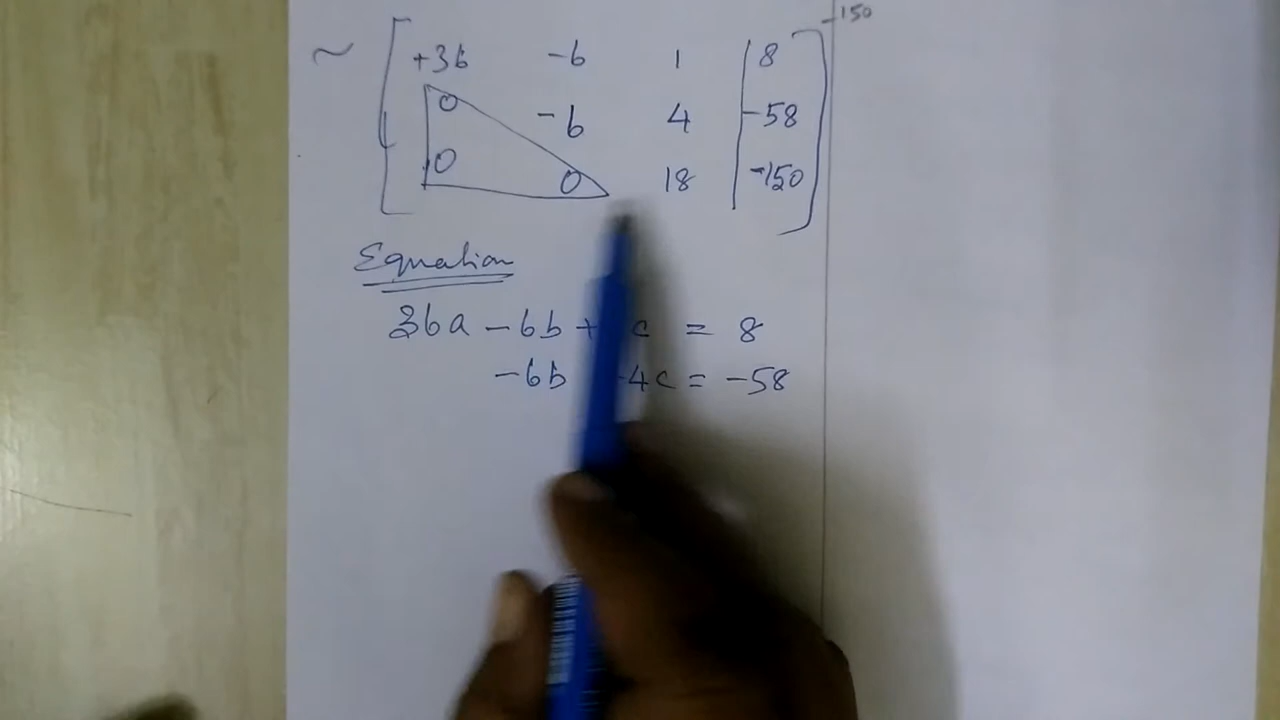 -150
~ [ +36 -6 1 | 8 ]
0 -6 4 | -58
0 0 18 | -150
Equation
36a - 6b + c = 8
-6b 4c = -58